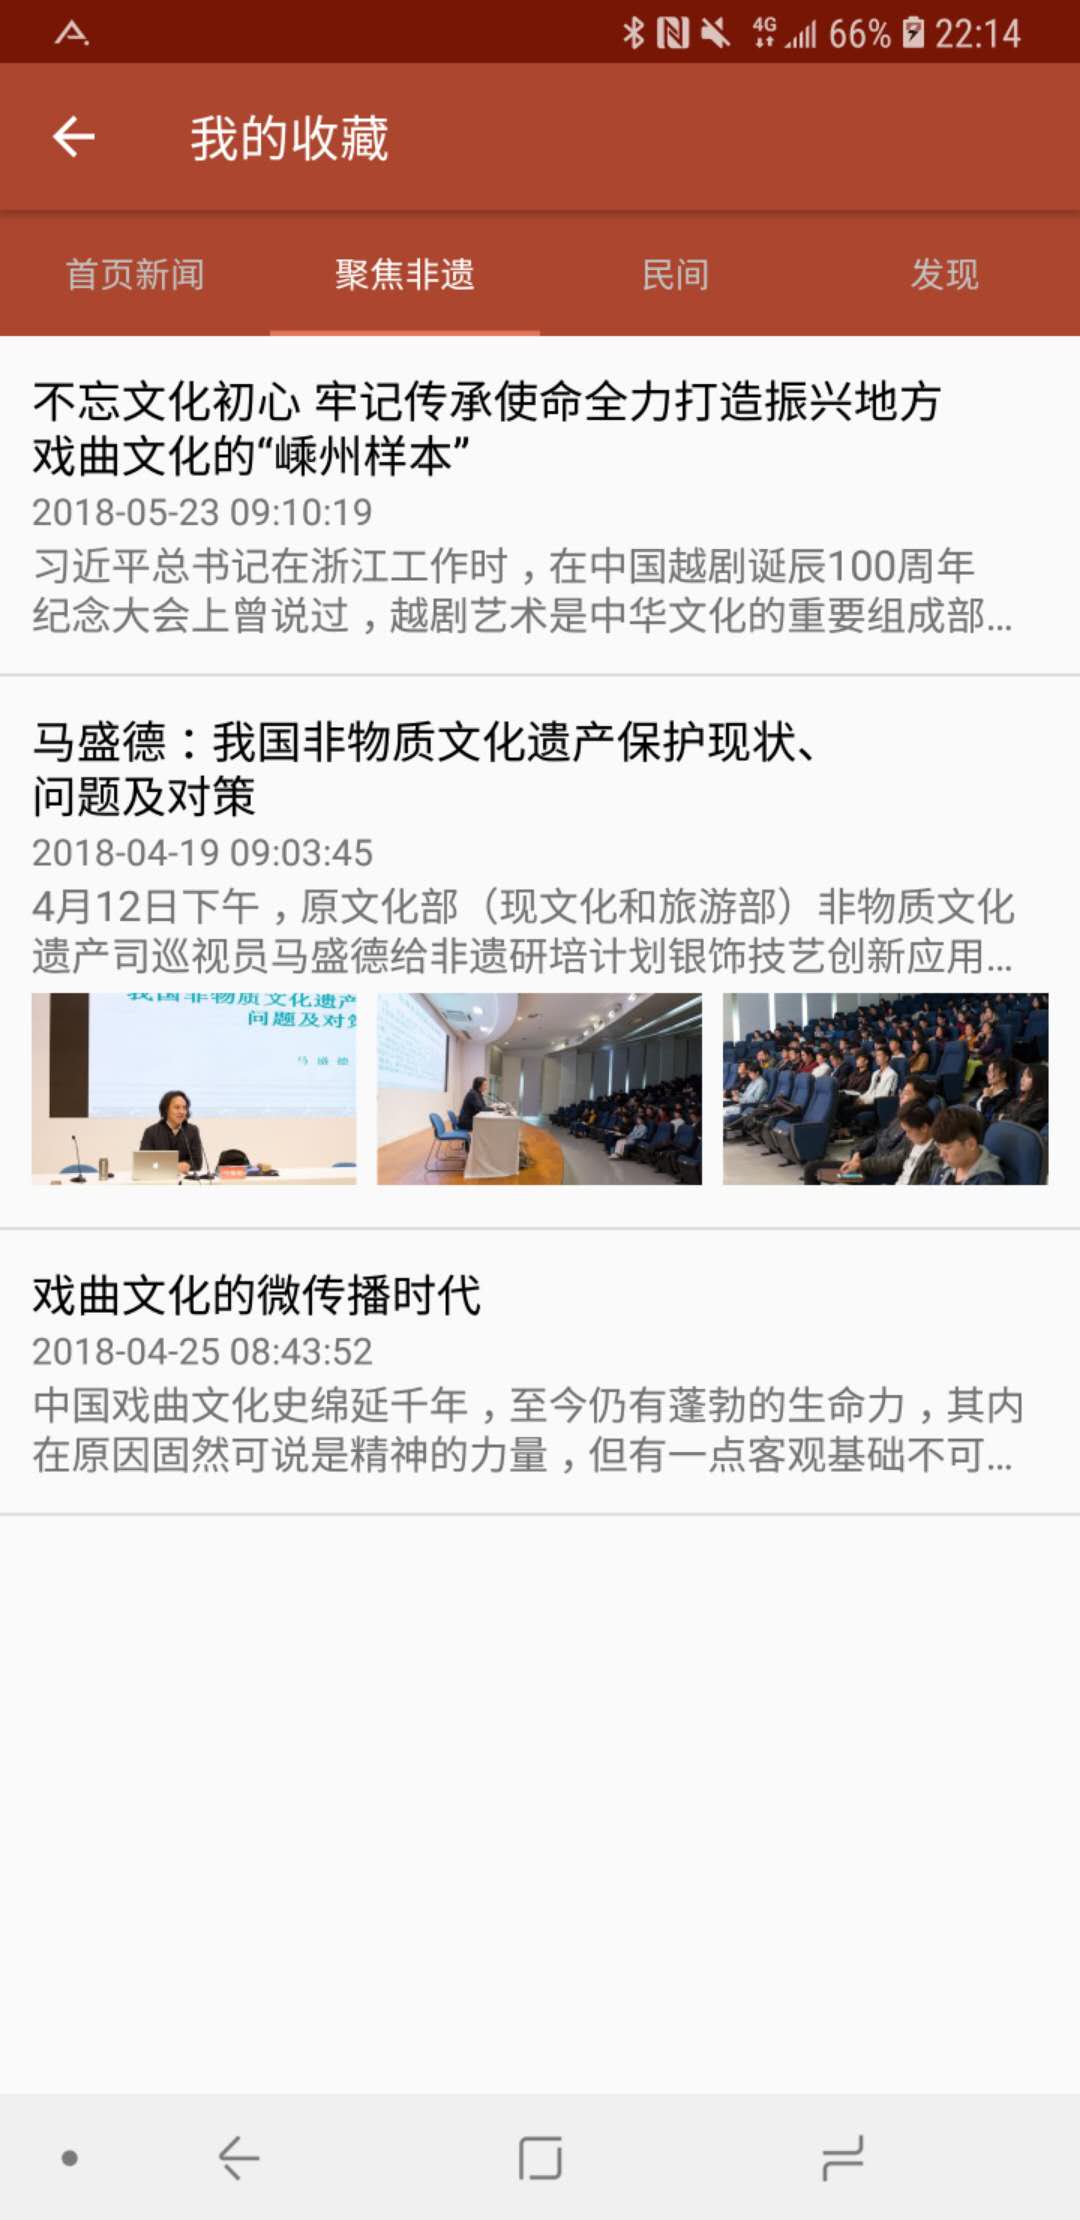 4G 66% 22:14
我的收藏
首页新闻 聚焦非遗 民间 发现
不忘文化初心 牢记传承使命全力打造振兴地方
戏曲文化的“嵊州样本”
2018-05-23 09:10:19
习近平总书记在浙江工作时，在中国越剧诞辰100周年
纪念大会上曾说过，越剧艺术是中华文化的重要组成部...
马盛德：我国非物质文化遗产保护现状、
问题及对策
2018-04-19 09:03:45
4月12日下午，原文化部（现文化和旅游部）非物质文化
遗产司巡视员马盛德给非遗研培计划银饰技艺创新应用...
我国非物质文化遗产
问题及对策
马 盛 德
戏曲文化的微传播时代
2018-04-25 08:43:52
中国戏曲文化史绵延千年，至今仍有蓬勃的生命力，其内
在原因固然可说是精神的力量，但有一点客观基础不可...